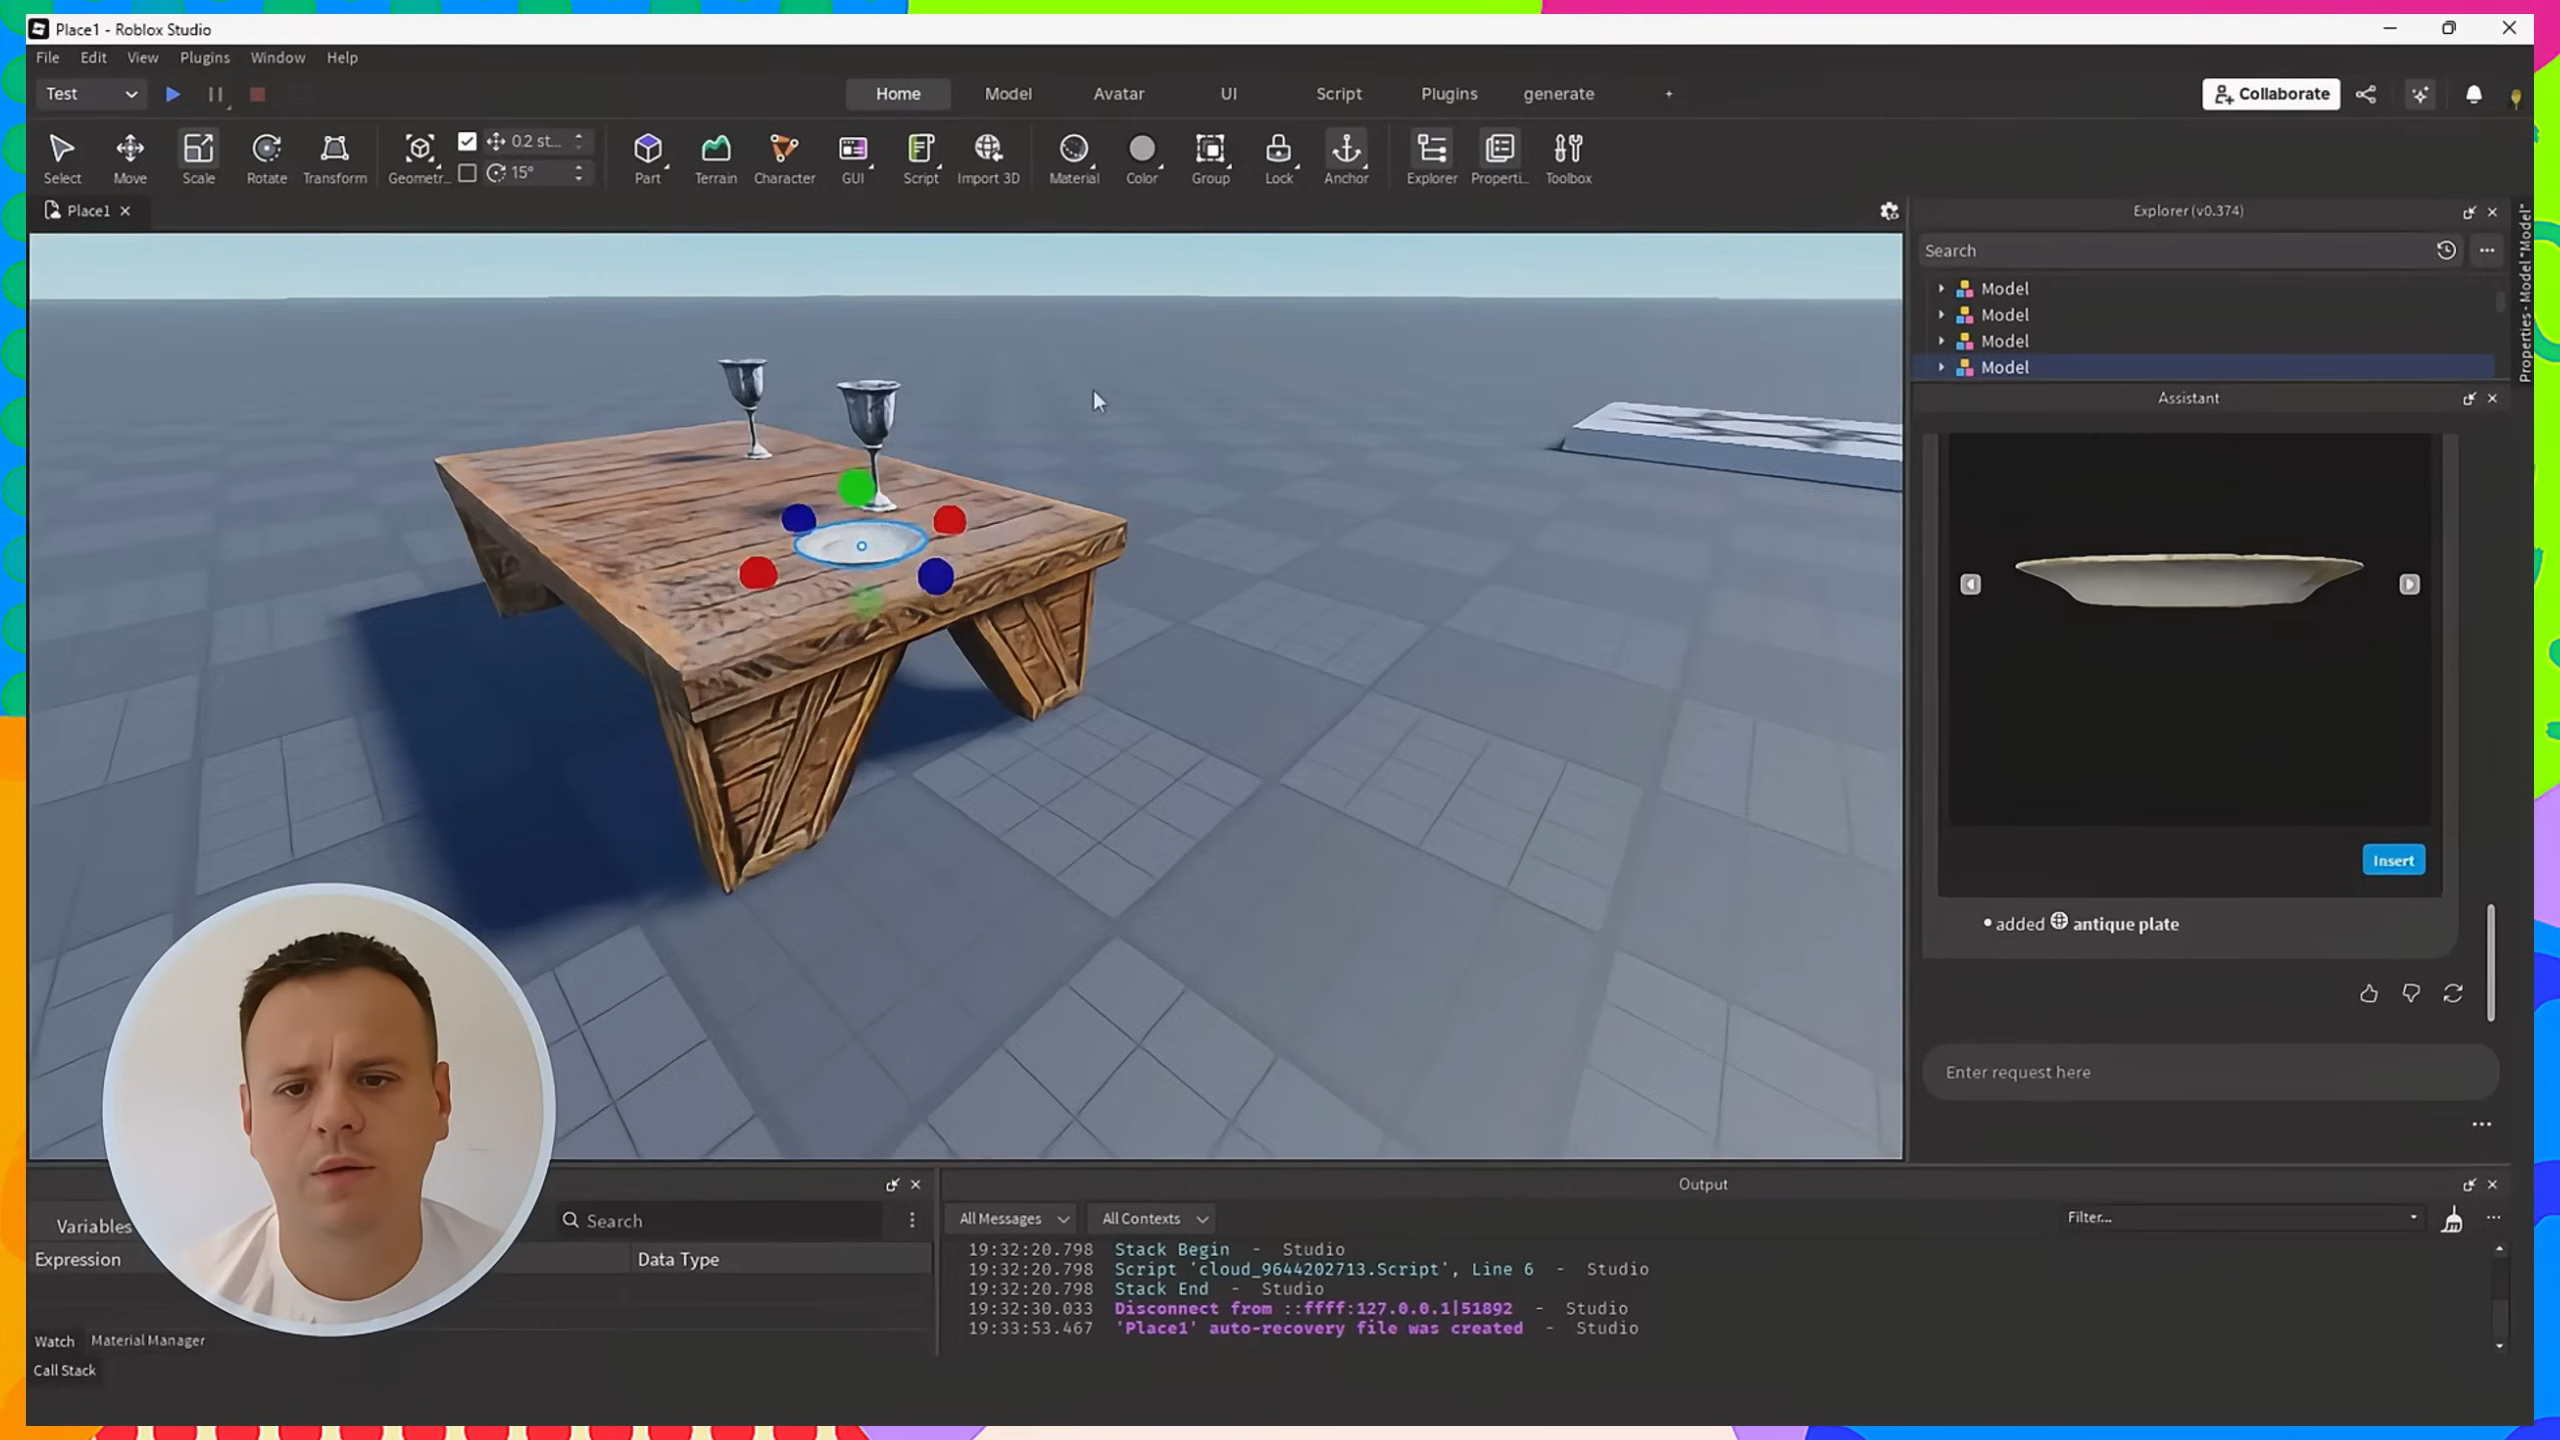 Place1 - Roblox Studio
File Edit View Plugins Window Help
Test
Home Model Avatar UI Script Plugins generate +
Collaborate
Select Move Scale Rotate Transform Geometr... 0.2 st... 15° Part Terrain Character GUI Script Import 3D Material Color Group Lock Anchor Explorer Properti... Toolbox
Place1
Explorer (v0.374)
Search
Model
Model
Model
Model
Properties - Model "Model"
Assistant
Insert
• added antique plate
Enter request here
Variables
Search
Expression
Data Type
Watch Material Manager
Call Stack
Output
All Messages All Contexts Filter...
19:32:20.798 Stack Begin - Studio
19:32:20.798 Script 'cloud_9644202713.Script', Line 6 - Studio
19:32:20.798 Stack End - Studio
19:32:30.033 Disconnect from ::ffff:127.0.0.1|51892 - Studio
19:33:53.467 'Place1' auto-recovery file was created - Studio